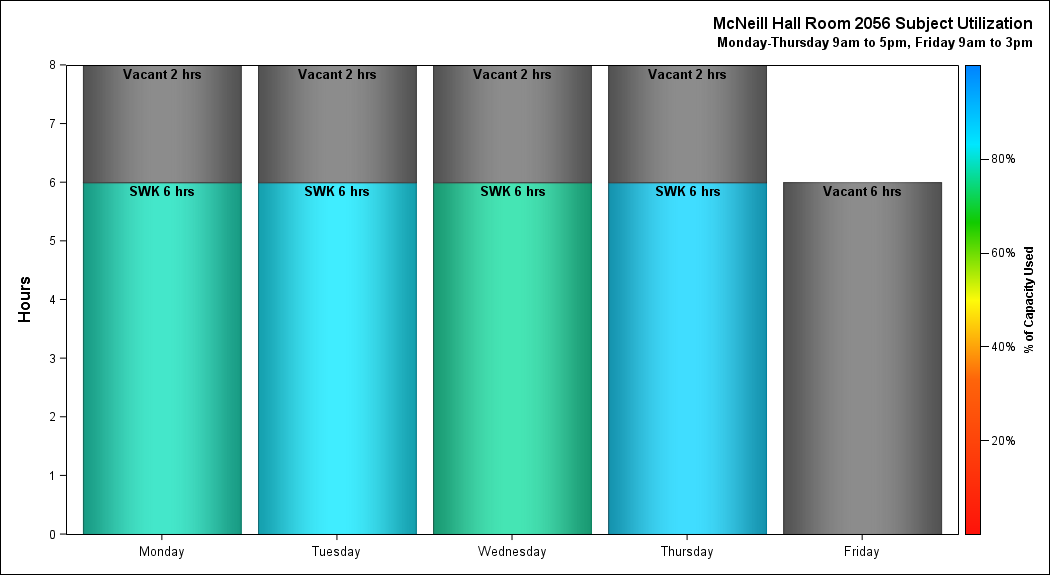 McNeill Hall Room 2056 Subject Utilization
Monday-Thursday 9am to 5pm, Friday 9am to 3pm
8
7
6
5
4
3
2
1
0
Hours
Vacant 2 hrs
Vacant 2 hrs
Vacant 2 hrs
Vacant 2 hrs
SWK 6 hrs
SWK 6 hrs
SWK 6 hrs
SWK 6 hrs
Vacant 6 hrs
Monday
Tuesday
Wednesday
Thursday
Friday
80%
60%
40%
20%
% of Capacity Used